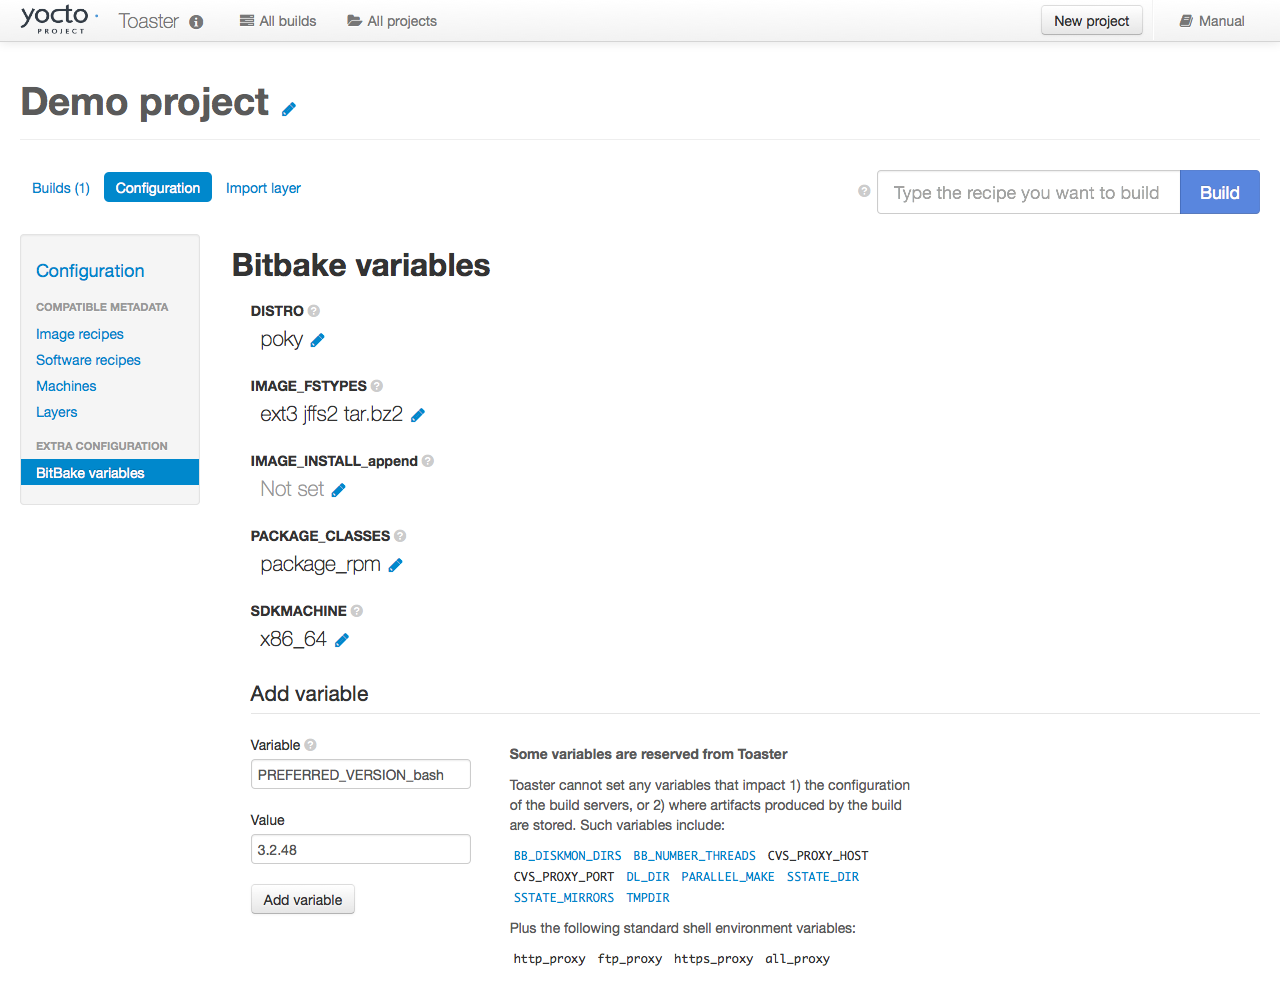 yocto
PROJECT
Toaster
All builds
All projects
New project
Manual
Demo project
Builds (1)
Configuration
Import layer
Type the recipe you want to build
Build
Configuration
COMPATIBLE METADATA
Image recipes
Software recipes
Machines
Layers
EXTRA CONFIGURATION
BitBake variables
Bitbake variables
DISTRO
poky
IMAGE_FSTYPES
ext3 jffs2 tar.bz2
IMAGE_INSTALL_append
Not set
PACKAGE_CLASSES
package_rpm
SDKMACHINE
x86_64
Add variable
Variable
PREFERRED_VERSION_bash
Value
3.2.48
Add variable
Some variables are reserved from Toaster
Toaster cannot set any variables that impact 1) the configuration
of the build servers, or 2) where artifacts produced by the build
are stored. Such variables include:
BB_DISKMON_DIRS BB_NUMBER_THREADS CVS_PROXY_HOST
CVS_PROXY_PORT DL_DIR PARALLEL_MAKE SSTATE_DIR
SSTATE_MIRRORS TMPDIR
Plus the following standard shell environment variables:
http_proxy ftp_proxy https_proxy all_proxy